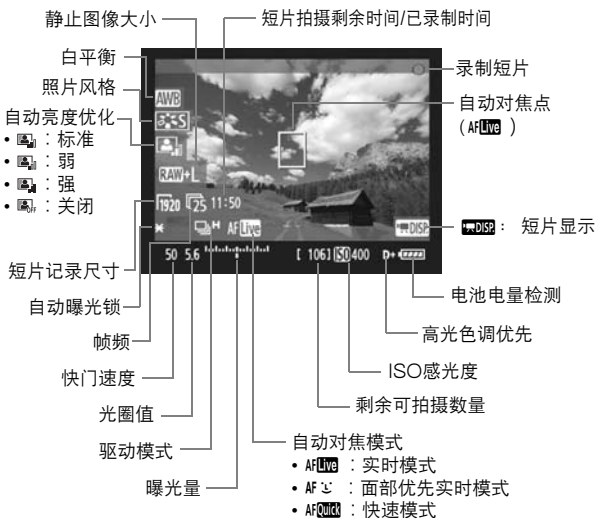 静止图像大小
短片拍摄剩余时间/已录制时间
白平衡
录制短片
照片风格
自动对焦点
(AF Live)
自动亮度优化
• : 标准
• : 弱
• : 强
• OFF : 关闭
AWB
S
RAW+L
1920 25 11:50
H AF Live
DISP.
DISP. : 短片显示
50 5.6 [ 106] ISO 400 D+
短片记录尺寸
电池电量检测
自动曝光锁
高光色调优先
帧频
ISO感光度
快门速度
剩余可拍摄数量
光圈值
驱动模式
自动对焦模式
• AF Live : 实时模式
曝光量
• AF : 面部优先实时模式
• AF Quick : 快速模式